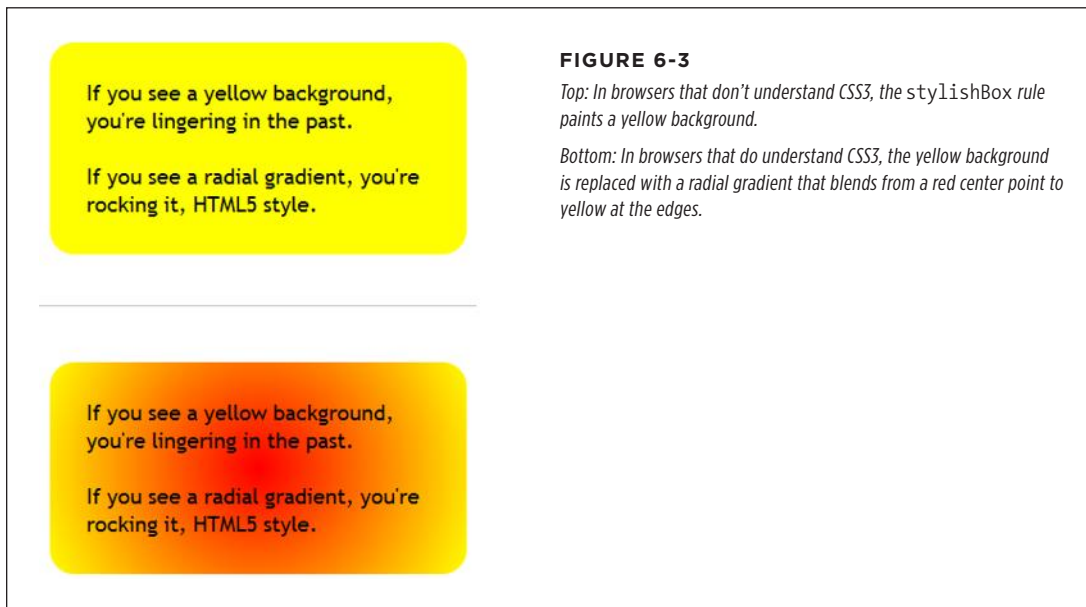 If you see a yellow background,
you're lingering in the past.
If you see a radial gradient, you're
rocking it, HTML5 style.
If you see a yellow background,
you're lingering in the past.
If you see a radial gradient, you're
rocking it, HTML5 style.
FIGURE 6-3
Top: In browsers that don't understand CSS3, the stylishBox rule
paints a yellow background.
Bottom: In browsers that do understand CSS3, the yellow background
is replaced with a radial gradient that blends from a red center point to
yellow at the edges.